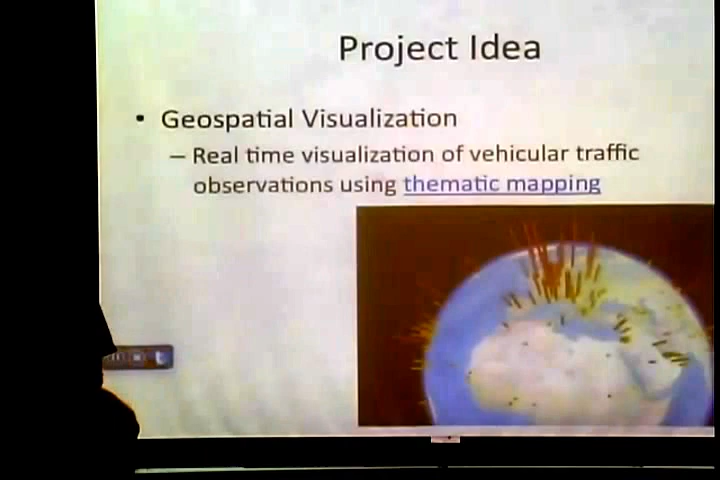 Project Idea
• Geospatial Visualization
– Real time visualization of vehicular traffic
observations using thematic mapping